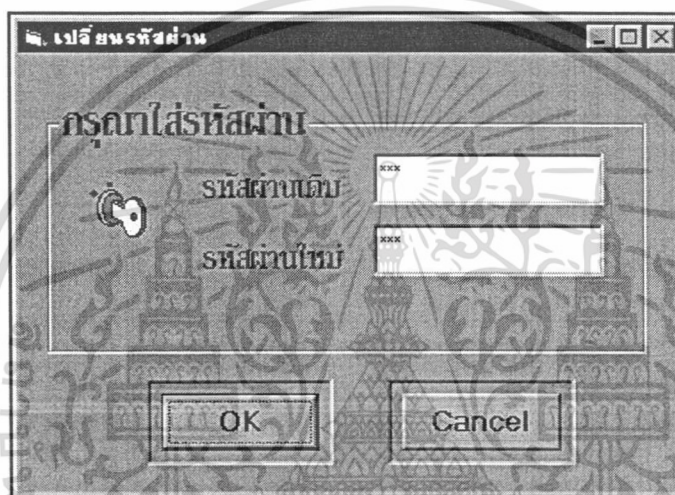 เปลี่ยนรหัสผ่าน
กรุณาใส่รหัสผ่าน
รหัสผ่านเดิม xxx
รหัสผ่านใหม่ xxx
OK Cancel